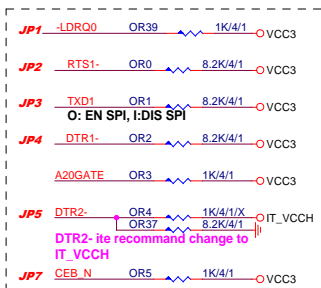 JP1 -LDRQ0 OR39 1K/4/1 VCC3
JP2 RTS1- OR0 8.2K/4/1 VCC3
JP3 TXD1 OR1 8.2K/4/1 VCC3
O: EN SPI, I:DIS SPI
JP4 DTR1- OR2 8.2K/4/1 VCC3
A20GATE OR3 1K/4/1 VCC3
JP5 DTR2- OR4 1K/4/1/X IT_VCCH
OR37 8.2K/4/1
DTR2- ite recommand change to
IT_VCCH
JP7 CEB_N OR5 1K/4/1 VCC3